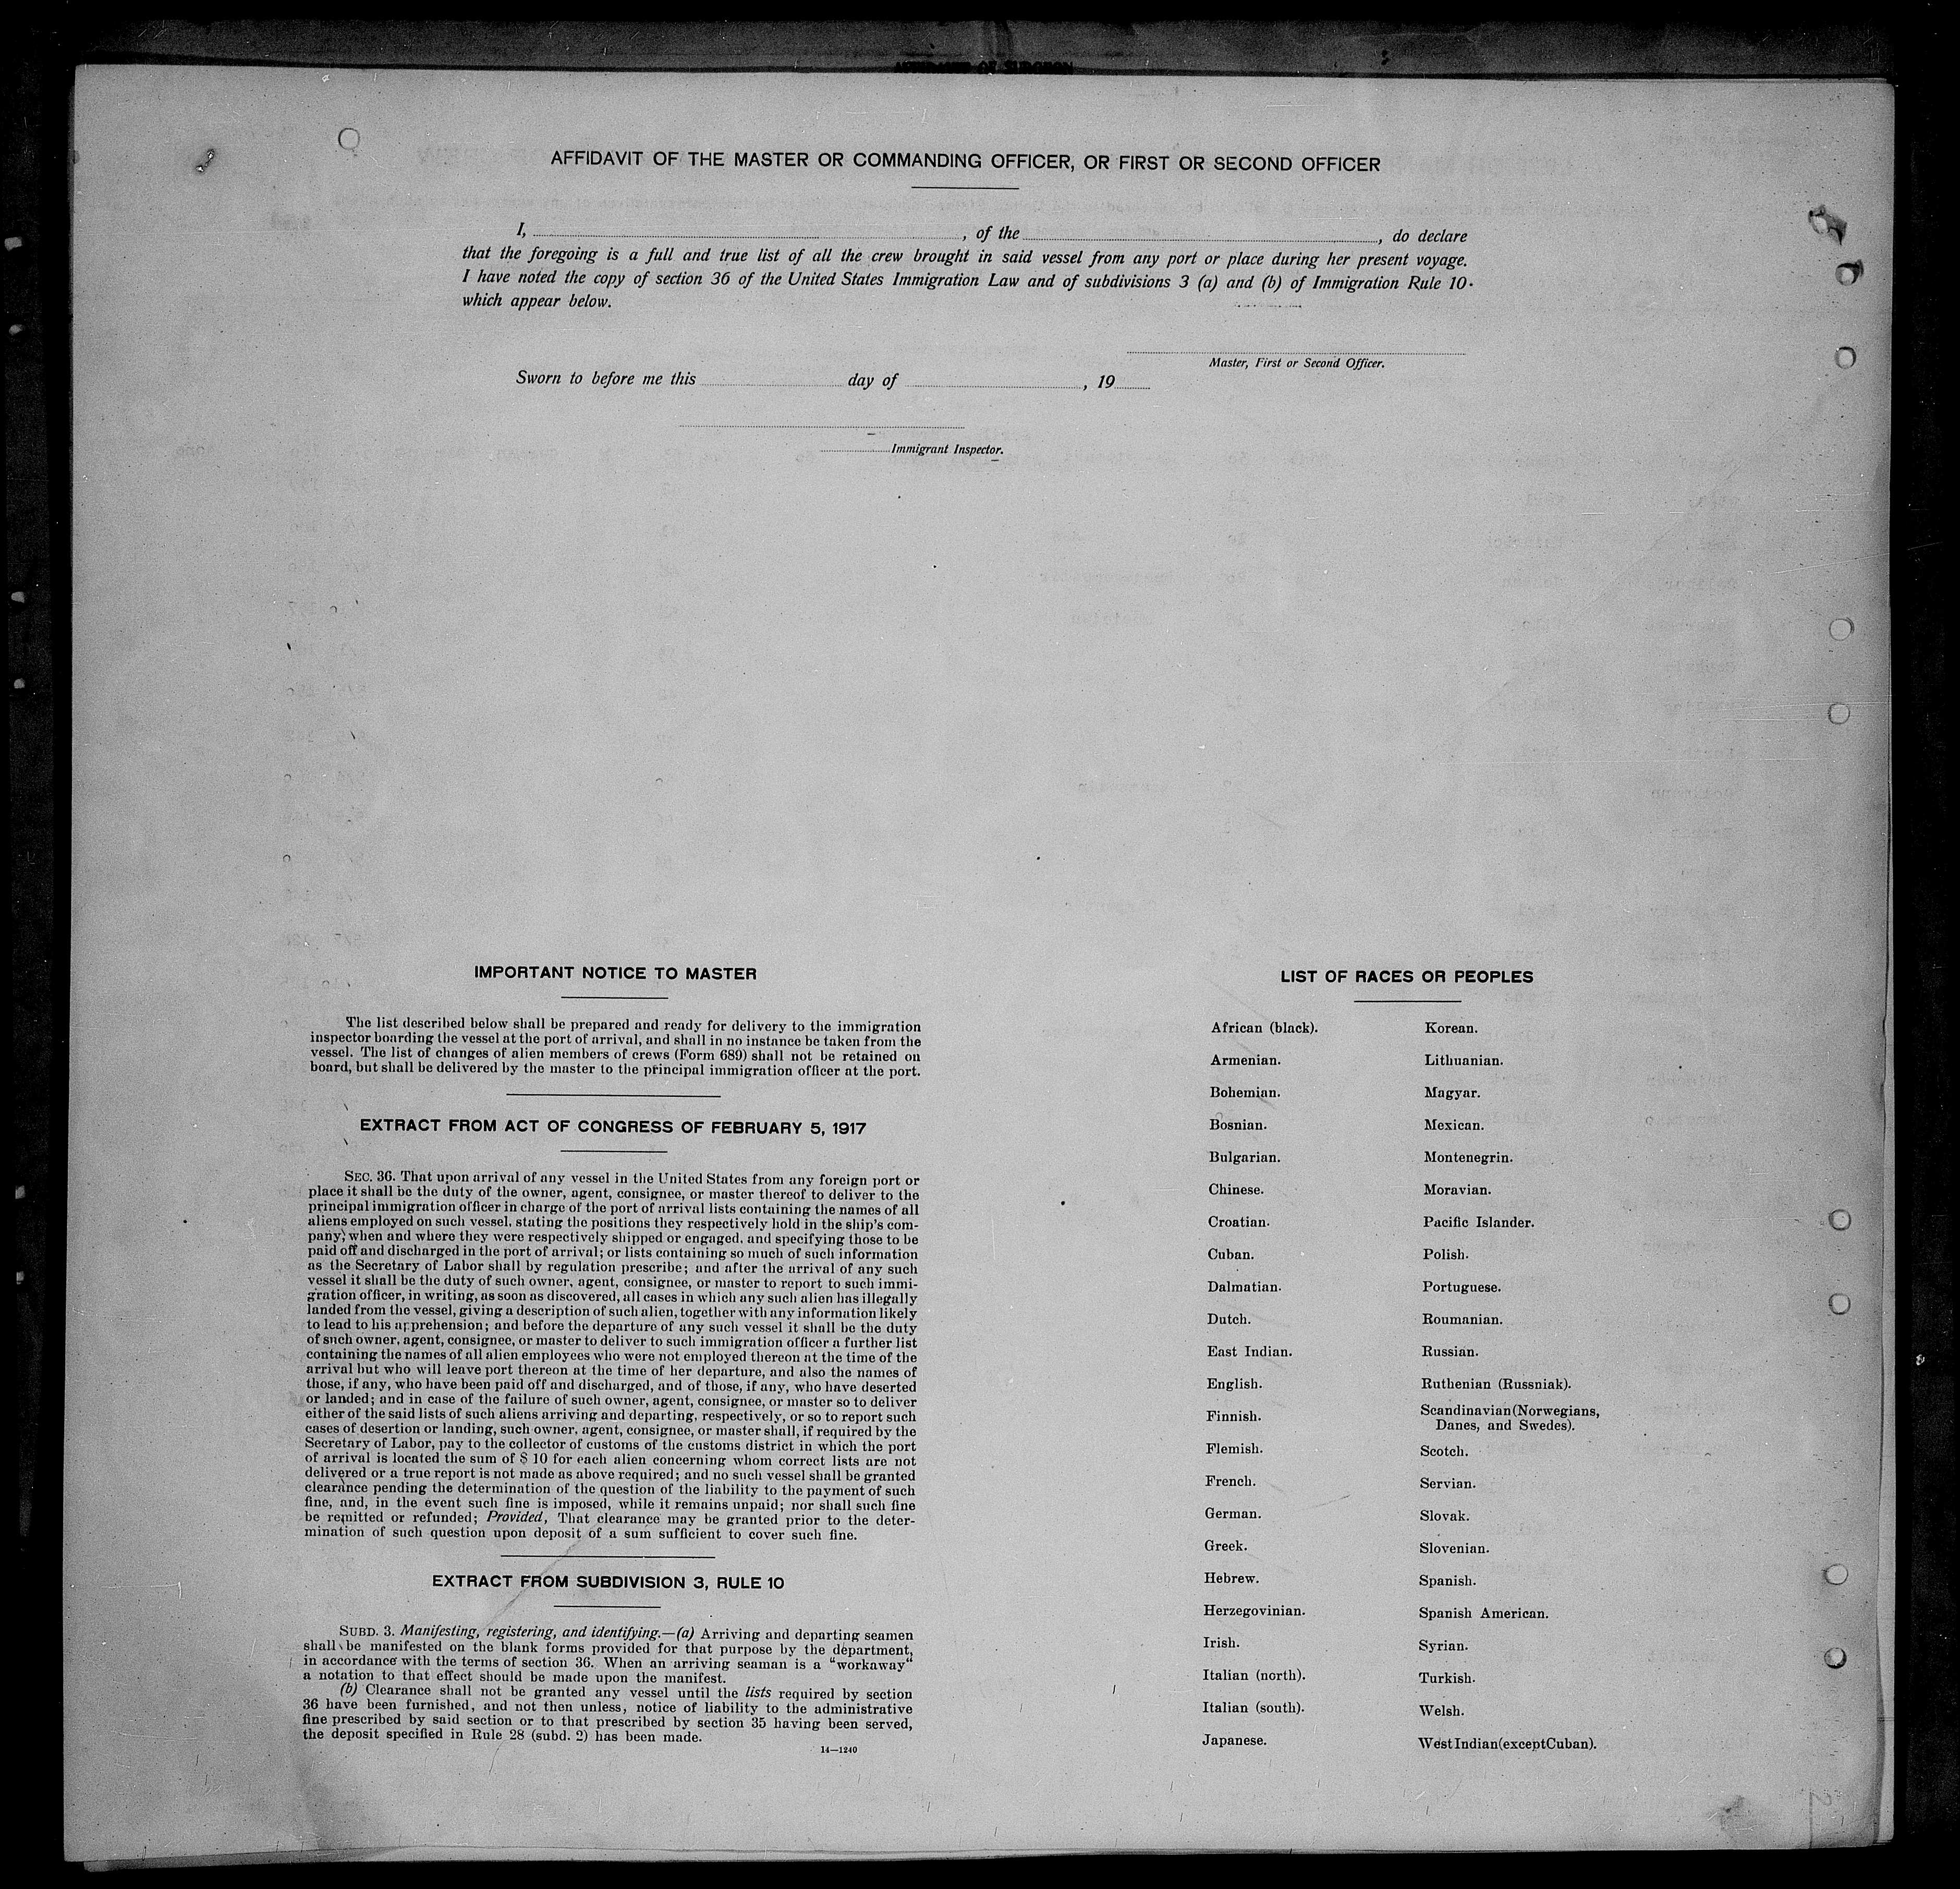 AFFIDAVIT OF SURGEON
AFFIDAVIT OF THE MASTER OR COMMANDING OFFICER, OR FIRST OR SECOND OFFICER
I, , of the , do declare
that the foregoing is a full and true list of all the crew brought in said vessel from any port or place during her present voyage.
I have noted the copy of section 36 of the United States Immigration Law and of subdivisions 3 (a) and (b) of Immigration Rule 10.
which appear below.
Master, First or Second Officer.
Sworn to before me this day of , 19
Immigrant Inspector.
IMPORTANT NOTICE TO MASTER
The list described below shall be prepared and ready for delivery to the immigration
inspector boarding the vessel at the port of arrival, and shall in no instance be taken from the
vessel. The list of changes of alien members of crews (Form 689) shall not be retained on
board, but shall be delivered by the master to the principal immigration officer at the port.
EXTRACT FROM ACT OF CONGRESS OF FEBRUARY 5, 1917
SEC. 36. That upon arrival of any vessel in the United States from any foreign port or
place it shall be the duty of the owner, agent, consignee, or master thereof to deliver to the
principal immigration officer in charge of the port of arrival lists containing the names of all
aliens employed on such vessel, stating the positions they respectively hold in the ship's com-
pany, when and where they were respectively shipped or engaged, and specifying those to be
paid off and discharged in the port of arrival; or lists containing so much of such information
as the Secretary of Labor shall by regulation prescribe; and after the arrival of any such
vessel it shall be the duty of such owner, agent, consignee, or master to report to such immi-
gration officer, in writing, as soon as discovered, all cases in which any such alien has illegally
landed from the vessel, giving a description of such alien, together with any information likely
to lead to his apprehension; and before the departure of any such vessel it shall be the duty
of such owner, agent, consignee, or master to deliver to such immigration officer a further list
containing the names of all alien employees who were not employed thereon at the time of the
arrival but who will leave port thereon at the time of her departure, and also the names of
those, if any, who have been paid off and discharged, and of those, if any, who have deserted
or landed; and in case of the failure of such owner, agent, consignee, or master so to deliver
either of the said lists of such aliens arriving and departing, respectively, or so to report such
cases of desertion or landing, such owner, agent, consignee, or master shall, if required by the
Secretary of Labor, pay to the collector of customs of the customs district in which the port
of arrival is located the sum of $ 10 for each alien concerning whom correct lists are not
delivered or a true report is not made as above required; and no such vessel shall be granted
clearance pending the determination of the question of the liability to the payment of such
fine, and, in the event such fine is imposed, while it remains unpaid; nor shall such fine
be remitted or refunded; Provided, That clearance may be granted prior to the deter-
mination of such question upon deposit of a sum sufficient to cover such fine.
EXTRACT FROM SUBDIVISION 3, RULE 10
SUBD. 3. Manifesting, registering, and identifying.—(a) Arriving and departing seamen
shall be manifested on the blank forms provided for that purpose by the department,
in accordance with the terms of section 36. When an arriving seaman is a "workaway"
a notation to that effect should be made upon the manifest.
(b) Clearance shall not be granted any vessel until the lists required by section
36 have been furnished, and not then unless, notice of liability to the administrative
fine prescribed by said section or to that prescribed by section 35 having been served,
the deposit specified in Rule 28 (subd. 2) has been made.
14—1240
LIST OF RACES OR PEOPLES
African (black).
Armenian.
Bohemian.
Bosnian.
Bulgarian.
Chinese.
Croatian.
Cuban.
Dalmatian.
Dutch.
East Indian.
English.
Finnish.
Flemish.
French.
German.
Greek.
Hebrew.
Herzegovinian.
Irish.
Italian (north).
Italian (south).
Japanese.
Korean.
Lithuanian.
Magyar.
Mexican.
Montenegrin.
Moravian.
Pacific Islander.
Polish.
Portuguese.
Roumanian.
Russian.
Ruthenian (Russniak).
Scandinavian (Norwegians,
Danes, and Swedes).
Scotch.
Servian.
Slovak.
Slovenian.
Spanish.
Spanish American.
Syrian.
Turkish.
Welsh.
West Indian (except Cuban).